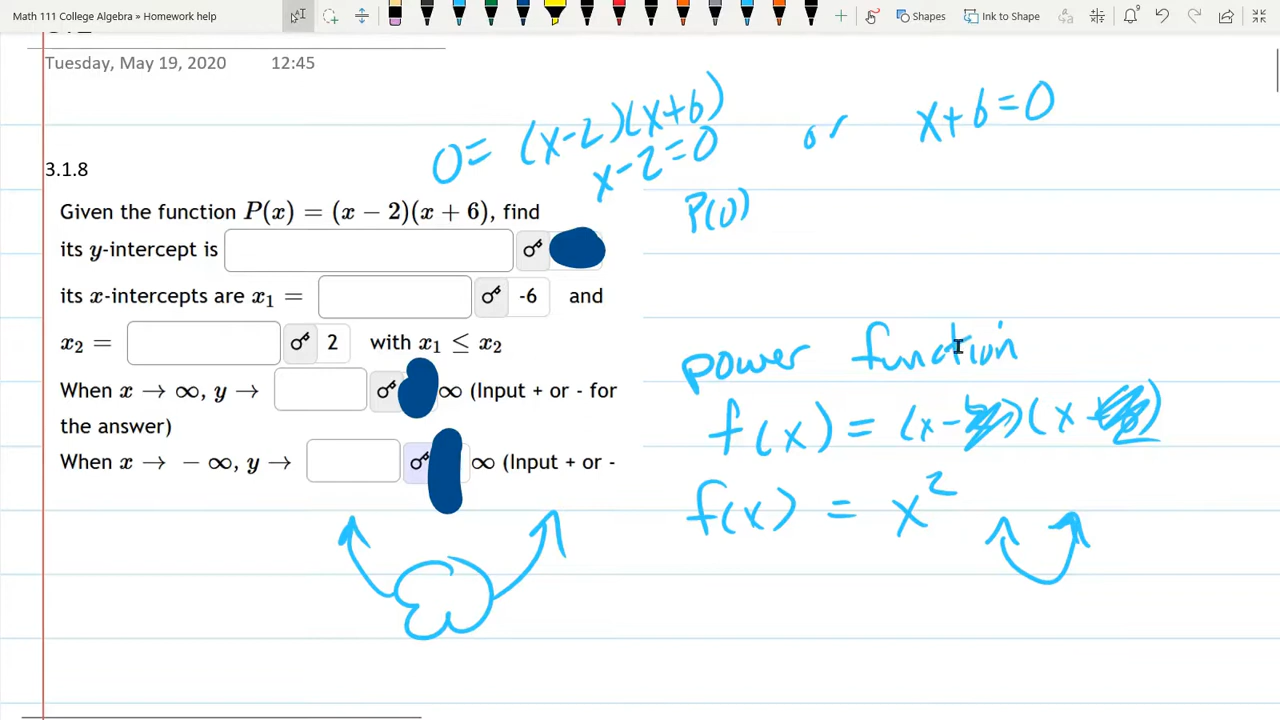 Math 111 College Algebra » Homework help
Shapes
Ink to Shape
Tuesday, May 19, 2020 12:45
0 = (x-2)(x+6)
x-2=0 or x+6=0
P(0)
3.1.8
Given the function P(x) = (x − 2)(x + 6), find
its y-intercept is
its x-intercepts are x₁ = -6 and
x₂ = 2 with x₁ ≤ x₂
When x → ∞, y → ∞ (Input + or - for
the answer)
When x → − ∞, y → ∞ (Input + or -
power function
f(x) = (x- )(x )
f(x) = x²